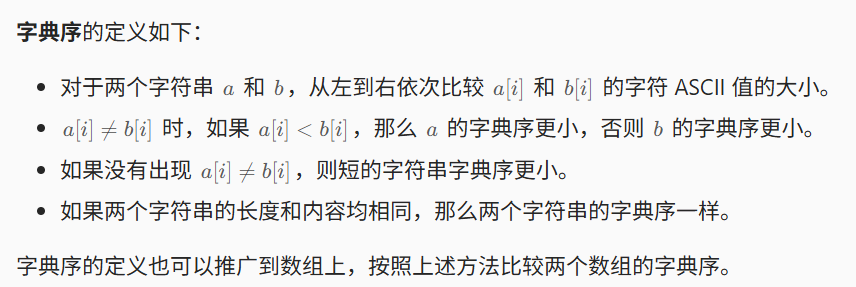 字典序的定义如下：
• 对于两个字符串 a 和 b，从左到右依次比较 a[i] 和 b[i] 的字符 ASCII 值的大小。
• a[i] ≠ b[i] 时，如果 a[i] < b[i]，那么 a 的字典序更小，否则 b 的字典序更小。
• 如果没有出现 a[i] ≠ b[i]，则短的字符串字典序更小。
• 如果两个字符串的长度和内容均相同，那么两个字符串的字典序一样。
字典序的定义也可以推广到数组上，按照上述方法比较两个数组的字典序。